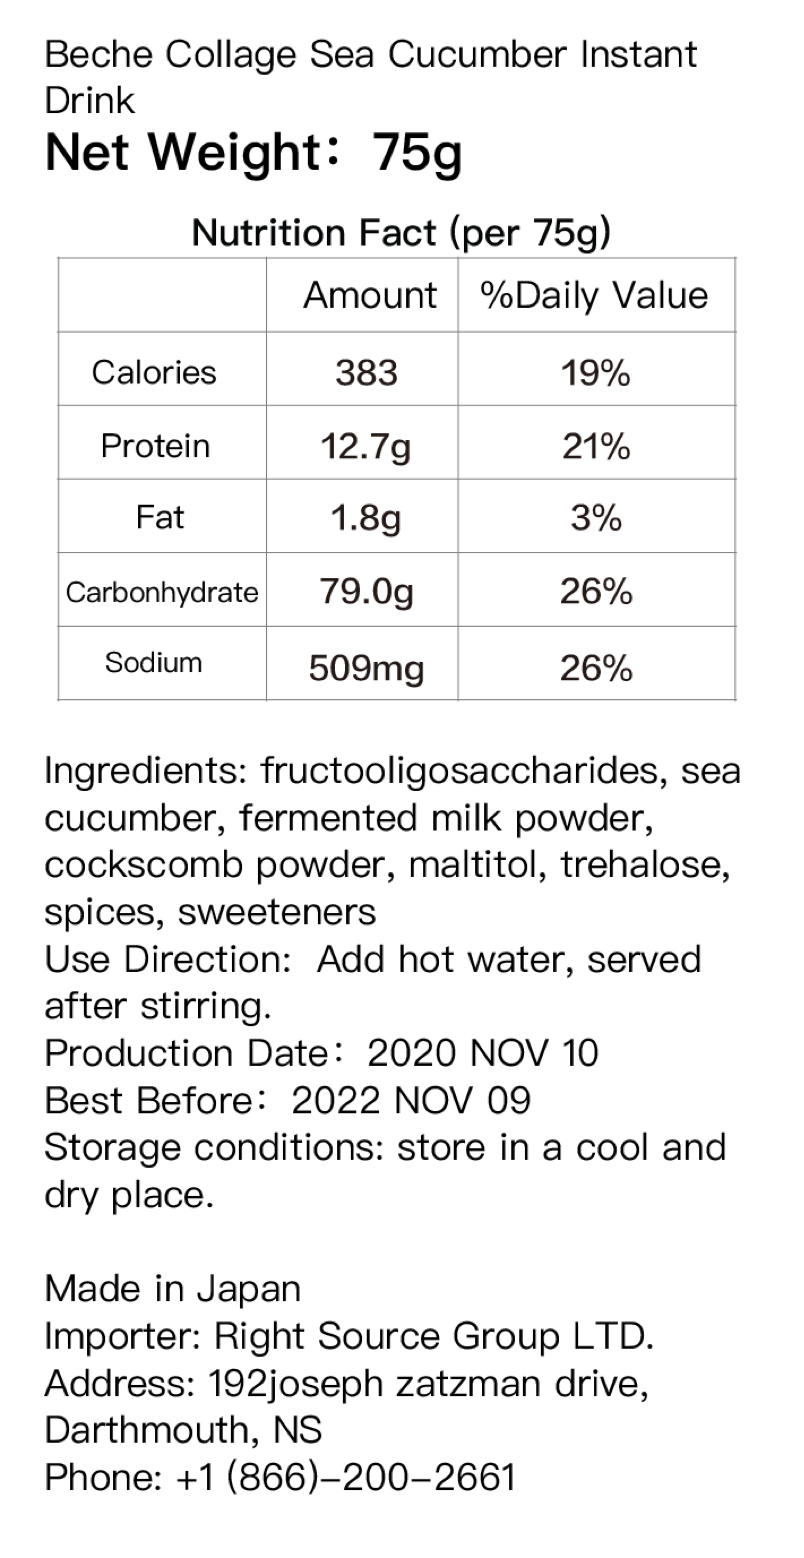 Beche Collage Sea Cucumber Instant
Drink
Net Weight： 75g
Nutrition Fact (per 75g)
Amount %Daily Value
Calories 383 19%
Protein 12.7g 21%
Fat 1.8g 3%
Carbonhydrate 79.0g 26%
Sodium 509mg 26%
Ingredients: fructooligosaccharides, sea
cucumber, fermented milk powder,
cockscomb powder, maltitol, trehalose,
spices, sweeteners
Use Direction:  Add hot water, served
after stirring.
Production Date： 2020 NOV 10
Best Before： 2022 NOV 09
Storage conditions: store in a cool and
dry place.
Made in Japan
Importer: Right Source Group LTD.
Address: 192joseph zatzman drive,
Darthmouth, NS
Phone: +1 (866)–200–2661